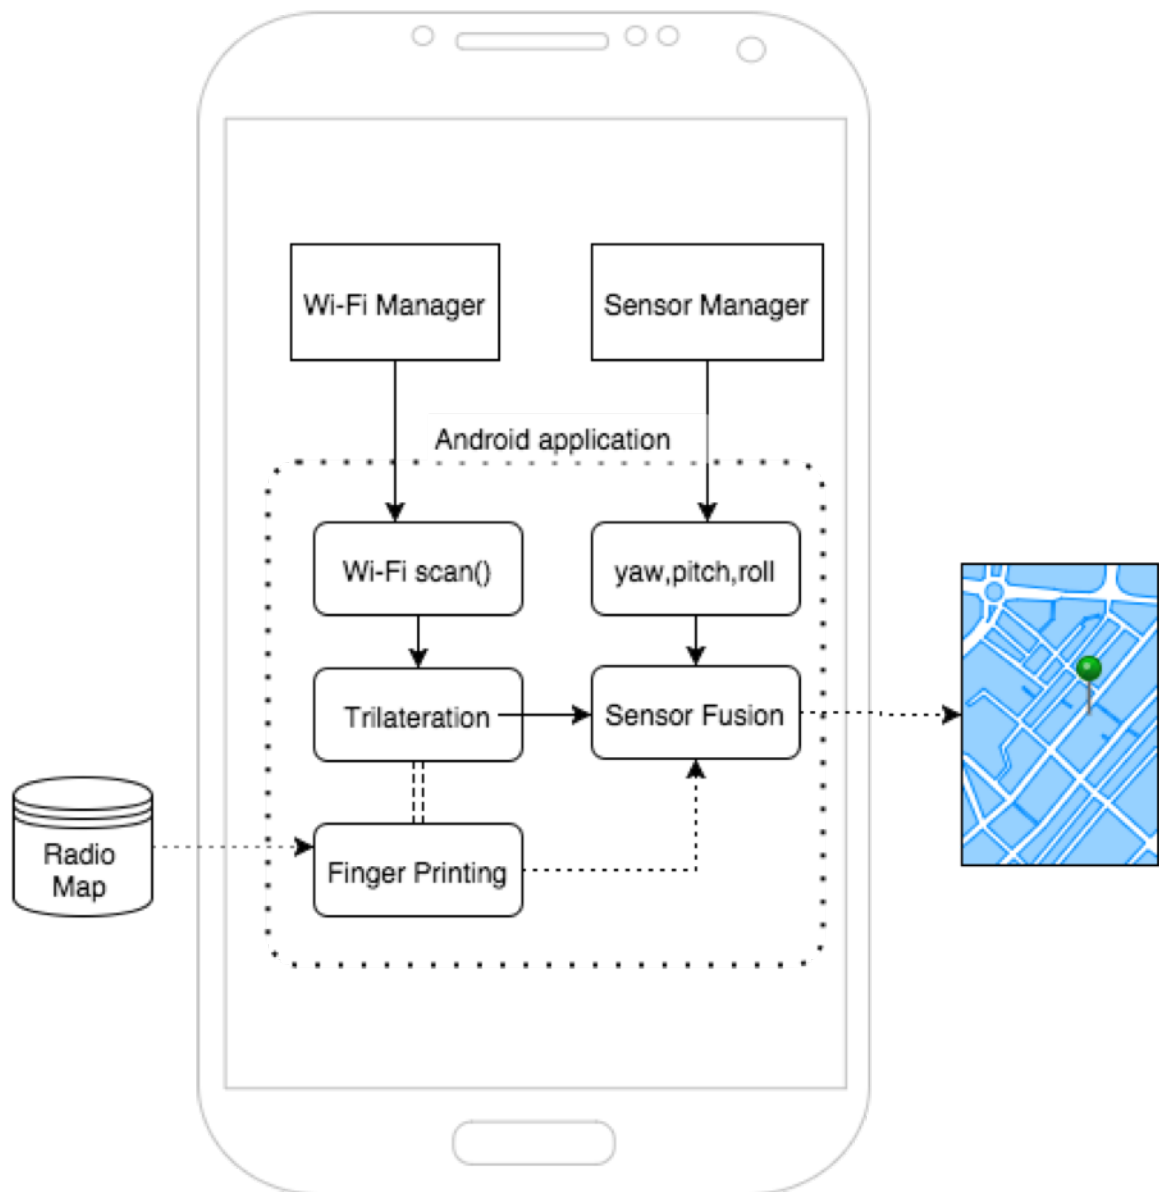 Wi-Fi Manager
Sensor Manager
Android application
Wi-Fi scan()
yaw,pitch,roll
Trilateration
Sensor Fusion
Radio
Map
Finger Printing